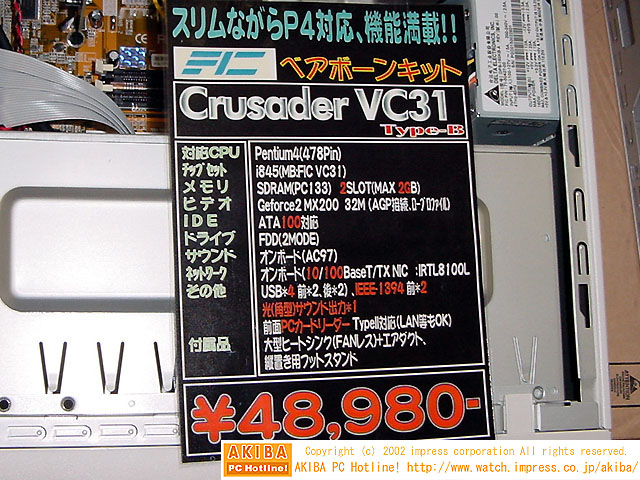 スリムながらP4対応、機能満載!!
FIC ベアボーンキット
Crusader VC31
Type-B
対応CPU Pentium4(478Pin)
チップセット i845(MB:FIC VC31)
メモリ SDRAM(PC133) 2SLOT(MAX 2GB)
ビデオ Geforce2 MX200 32M (AGP接続、ロープロファイル)
IDE ATA100対応
ドライブ FDD(2MODE)
サウンド オンボード(AC97)
ネットワーク オンボード(10/100BaseT/TX NIC :iRTL8100L
その他 USB*4 前*2、後*2)、IEEE-1394 前*2
光(角型)サウンド出力*1
前面PCカードリーダー TypeII対応(LAN等もOK)
付属品 大型ヒートシンク(FANレス)+エアダクト、
縦置き用フットスタンド
¥48,980-
AKIBA
PC Hotline!
Copyright (c) 2002 impress corporation All rights reserved.
AKIBA PC Hotline! http://www.watch.impress.co.jp/akiba/